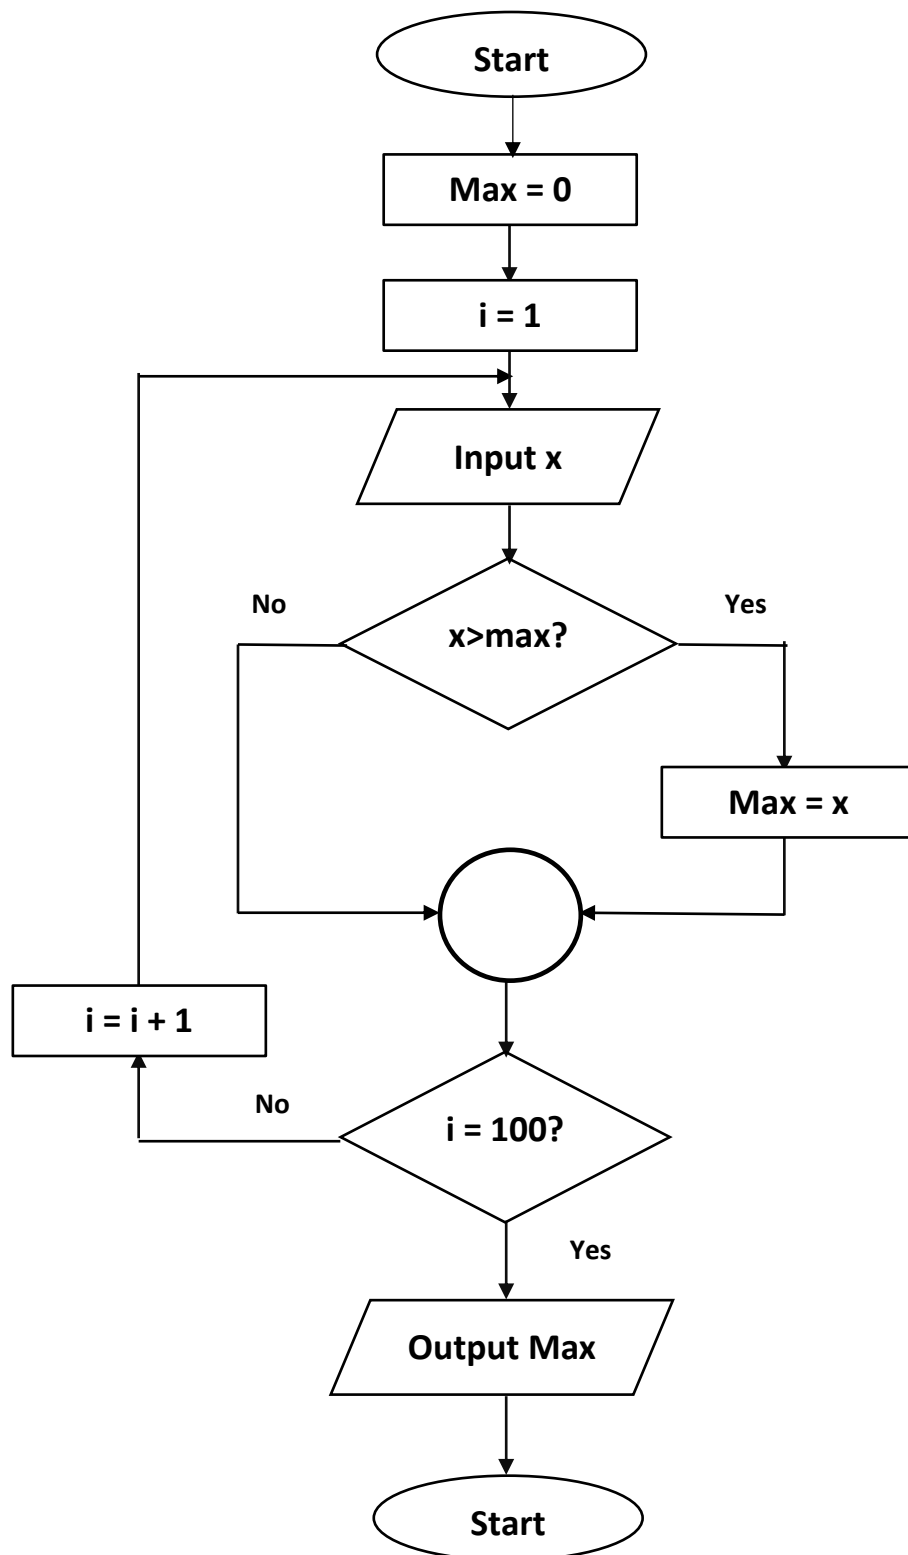 Start
Max = 0
i = 1
Input x
No
Yes
x>max?
Max = x
i = i + 1
No
i = 100?
Yes
Output Max
Start